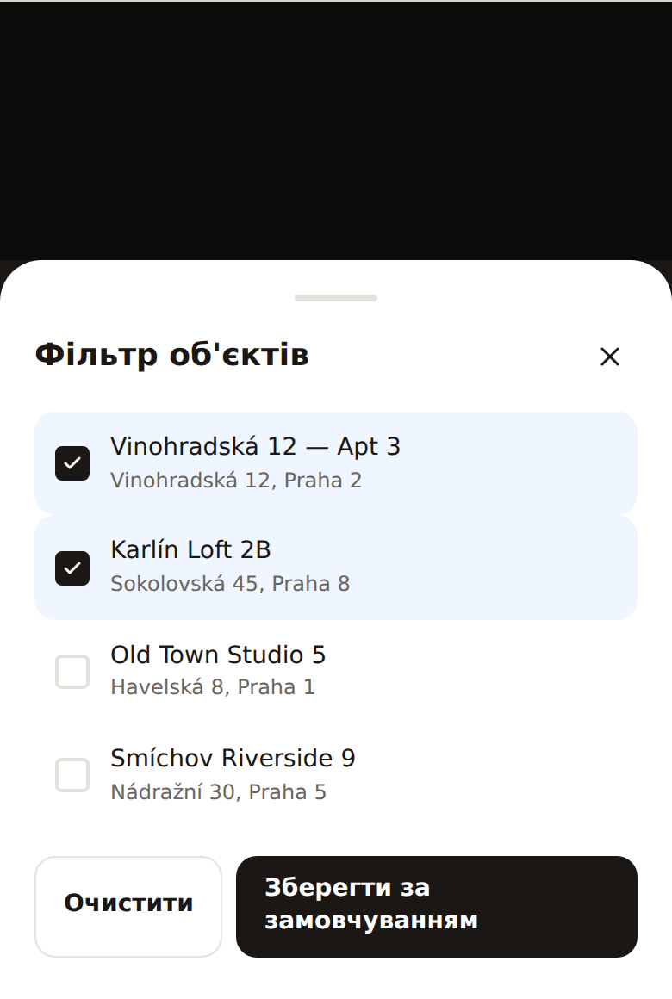 Фільтр об'єктів
Vinohradská 12 — Apt 3
Vinohradská 12, Praha 2
Karlín Loft 2B
Sokolovská 45, Praha 8
Old Town Studio 5
Havelská 8, Praha 1
Smíchov Riverside 9
Nádražní 30, Praha 5
Очистити
Зберегти за
замовчуванням